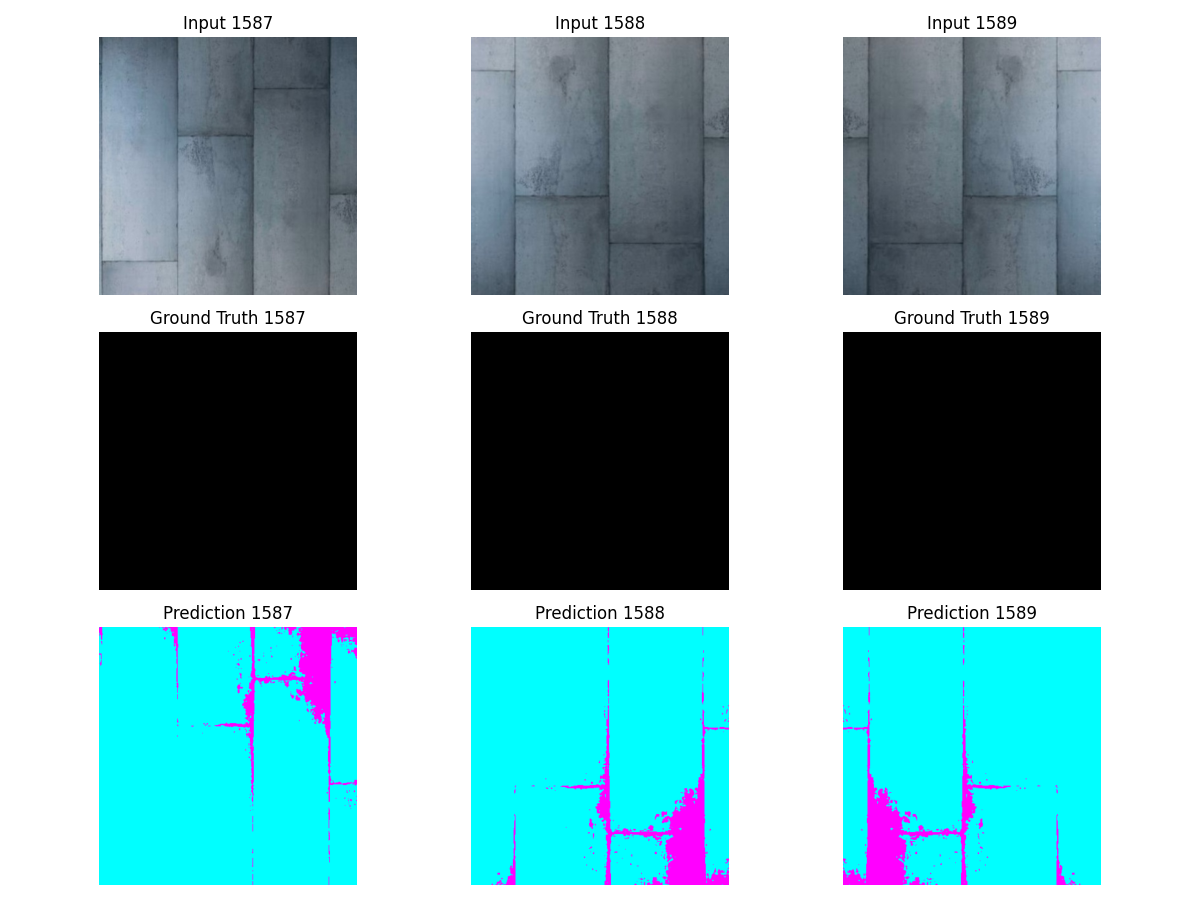 Input 1587
Input 1588
Input 1589
Ground Truth 1587
Ground Truth 1588
Ground Truth 1589
Prediction 1587
Prediction 1588
Prediction 1589